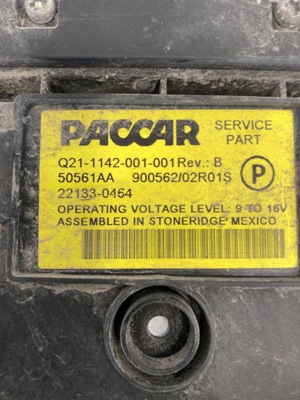 PACCAR SERVICE PART
Q21-1142-001-001 Rev.: B
50561AA 900562/02R01S
22133-0464
P
OPERATING VOLTAGE LEVEL: 9 TO 16V
ASSEMBLED IN STONERIDGE MEXICO